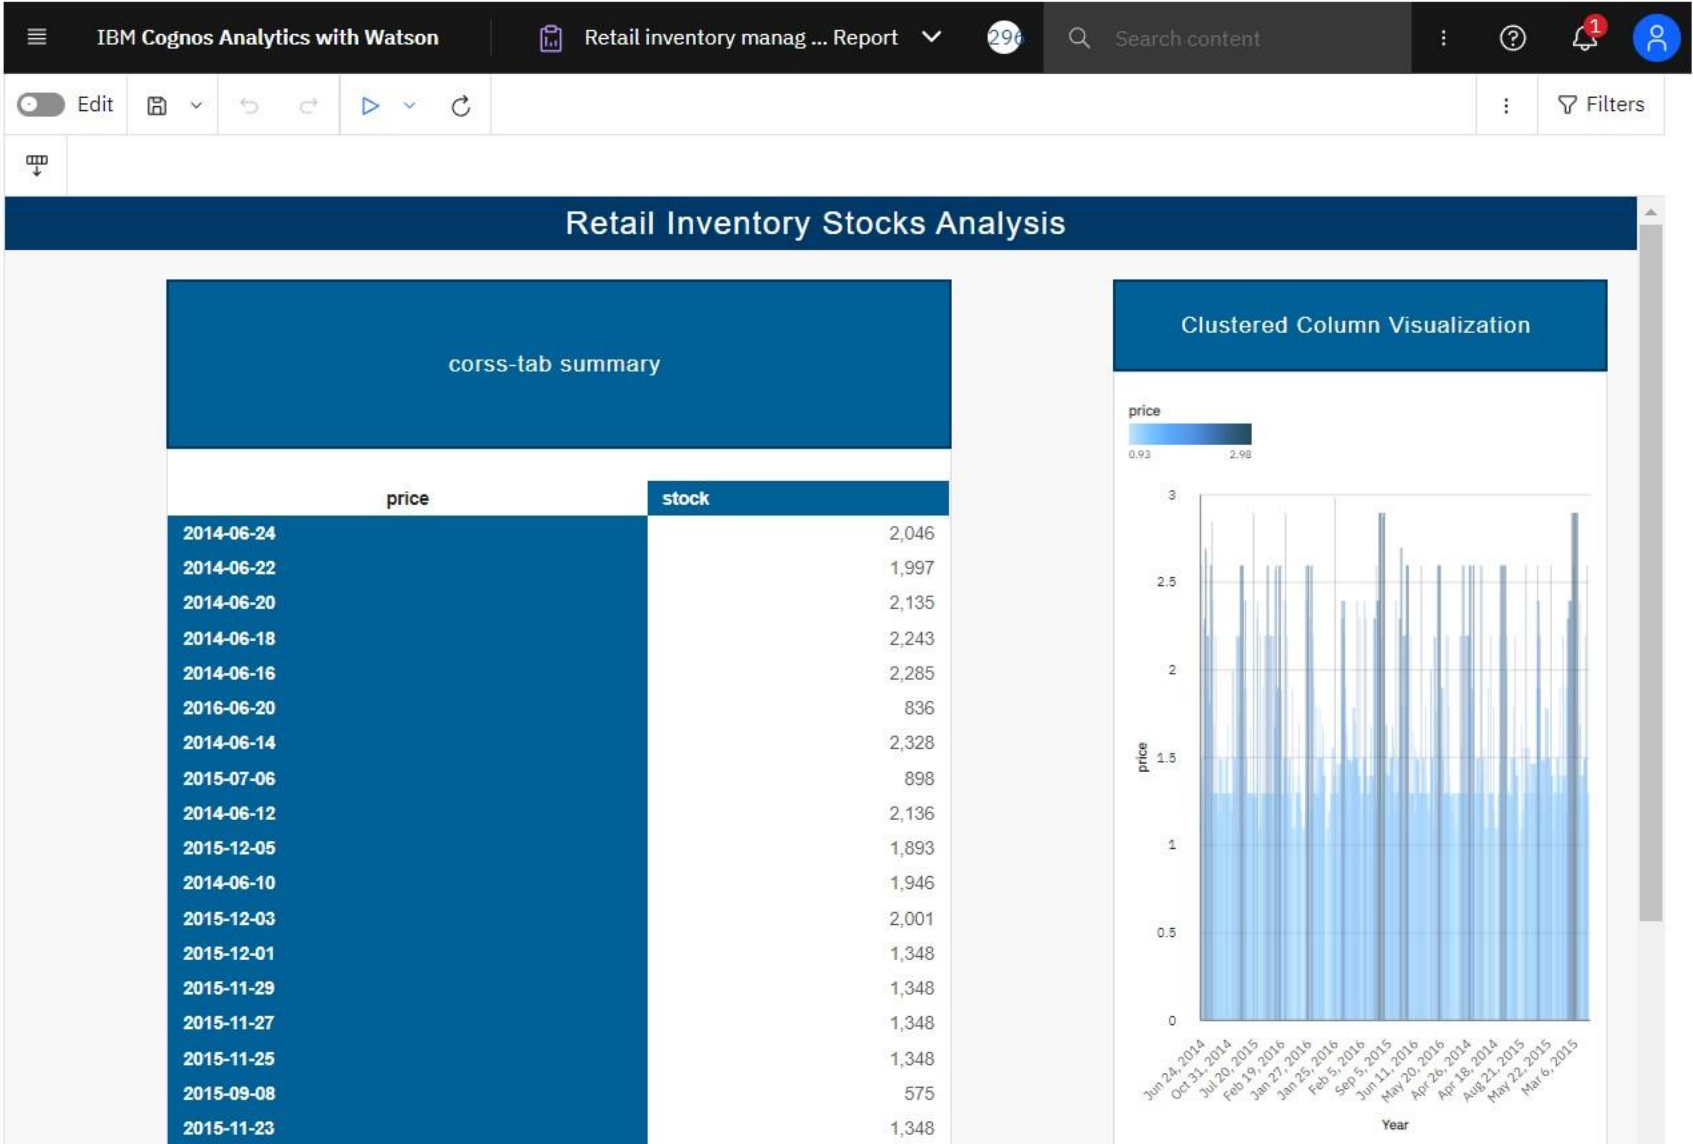 IBM Cognos Analytics with Watson
Retail inventory manag ... Report
296
Search content
1
Edit
Filters
Retail Inventory Stocks Analysis
corss-tab summary
price stock
2014-06-24 2,046
2014-06-22 1,997
2014-06-20 2,135
2014-06-18 2,243
2014-06-16 2,285
2016-06-20 836
2014-06-14 2,328
2015-07-06 898
2014-06-12 2,136
2015-12-05 1,893
2014-06-10 1,946
2015-12-03 2,001
2015-12-01 1,348
2015-11-29 1,348
2015-11-27 1,348
2015-11-25 1,348
2015-09-08 575
2015-11-23 1,348
Clustered Column Visualization
price
0.93 2.98
3
2.5
2
1.5
1
0.5
0
price
Jun 24, 2014
Oct 31, 2014
Jul 20, 2015
Feb 19, 2016
Jan 27, 2016
Jan 25, 2016
Feb 5, 2016
Sep 5, 2015
Jun 11, 2016
May 20, 2016
Apr 26, 2014
Apr 18, 2014
Aug 21, 2015
May 22, 2015
Mar 6, 2015
Year